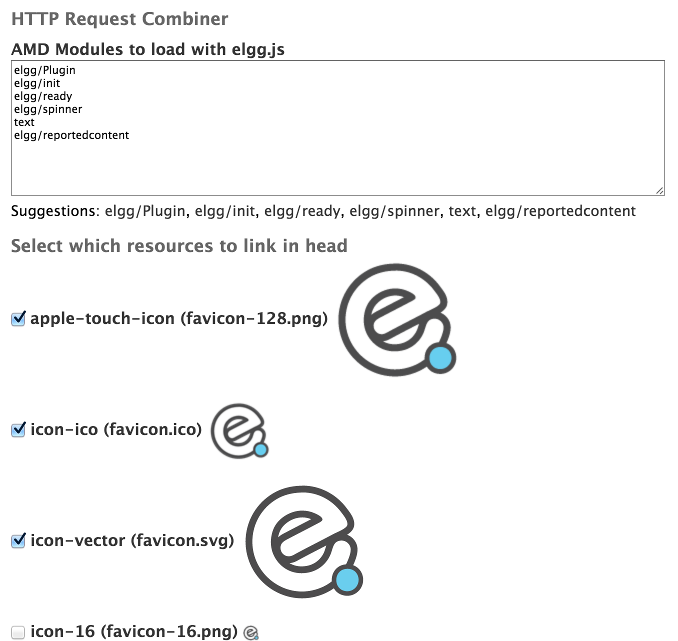 HTTP Request Combiner
AMD Modules to load with elgg.js
elgg/Plugin
elgg/init
elgg/ready
elgg/spinner
text
elgg/reportedcontent
Suggestions: elgg/Plugin, elgg/init, elgg/ready, elgg/spinner, text, elgg/reportedcontent
Select which resources to link in head
apple-touch-icon (favicon-128.png)
icon-ico (favicon.ico)
icon-vector (favicon.svg)
icon-16 (favicon-16.png)